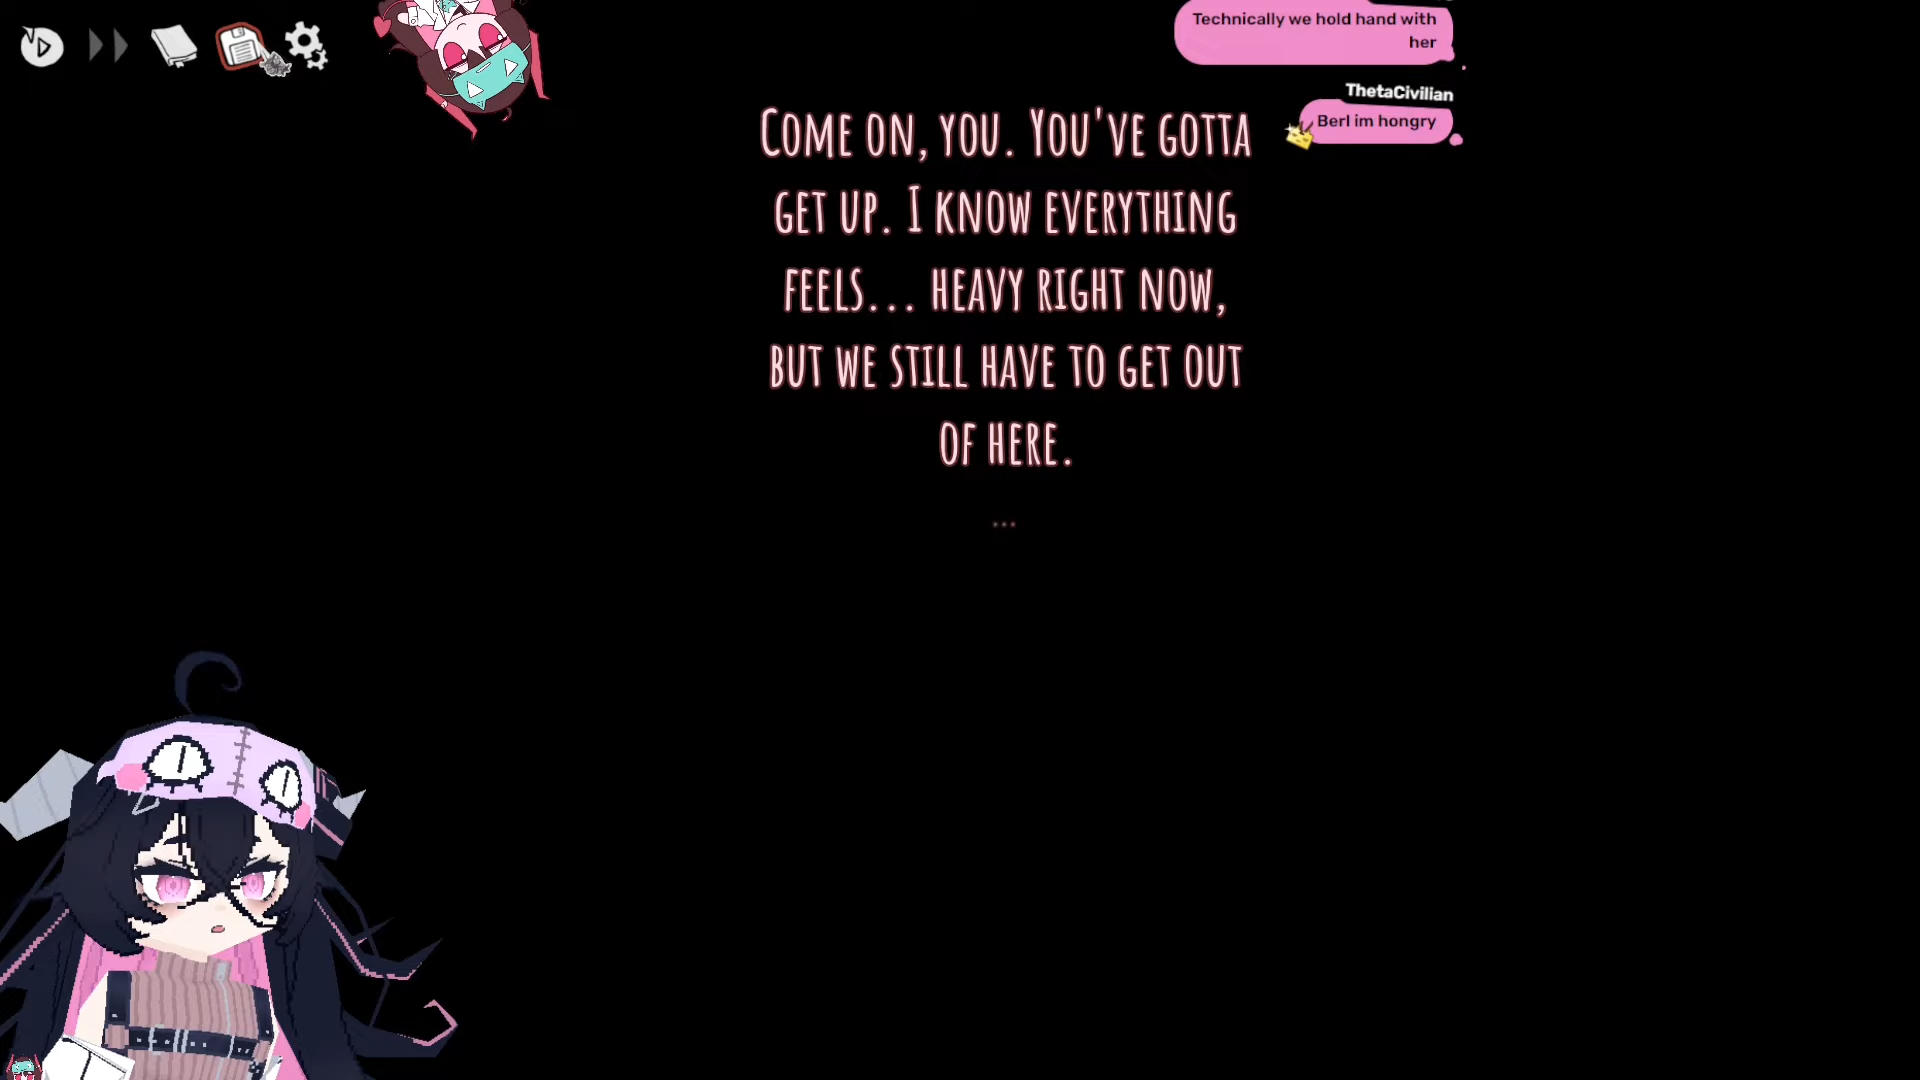 Technically we hold hand with
her
ThetaCivilian
Berl im hongry
COME ON, YOU. YOU'VE GOTTA
GET UP. I KNOW EVERYTHING
FEELS... HEAVY RIGHT NOW,
BUT WE STILL HAVE TO GET OUT
OF HERE.
...